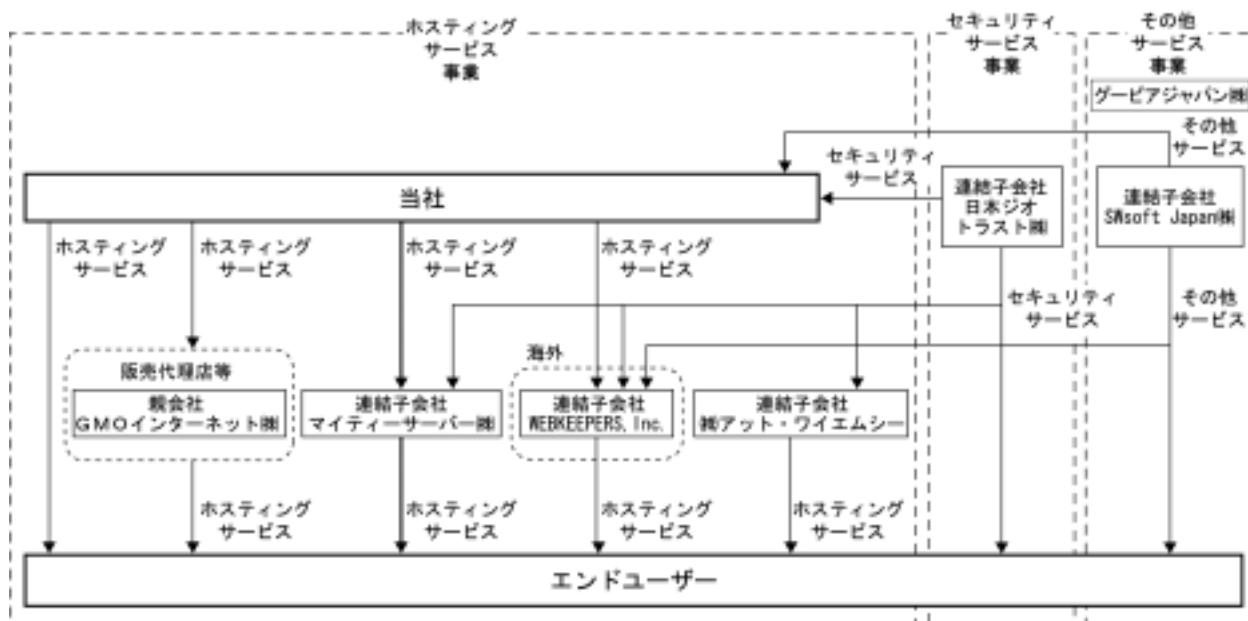 ホスティング
サービス
事業
セキュリティ
サービス
事業
その他
サービス
事業
グーピアジャパン㈱
その他
サービス
セキュリティ
サービス
当社
連結子会社
日本ジオ
トラスト㈱
連結子会社
SWsoft Japan㈱
ホスティング
サービス
ホスティング
サービス
ホスティング
サービス
ホスティング
サービス
セキュリティ
サービス
その他
サービス
販売代理店等
海外
親会社
GMOインターネット㈱
連結子会社
マイティーサーバー㈱
連結子会社
WEBKEEPERS, Inc.
連結子会社
㈱アット・ワイエムシー
ホスティング
サービス
ホスティング
サービス
ホスティング
サービス
ホスティング
サービス
エンドユーザー